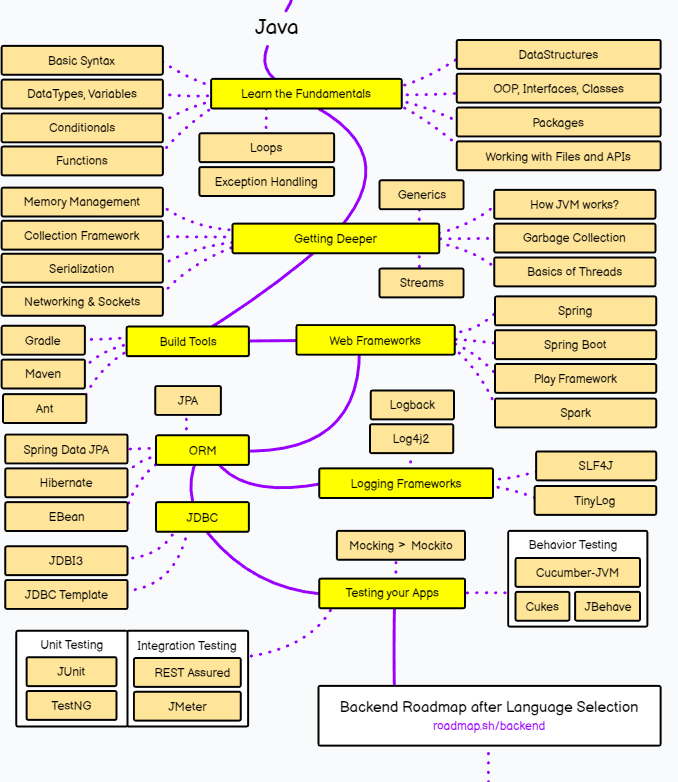 Java
Basic Syntax
DataTypes, Variables
Conditionals
Functions
Learn the Fundamentals
Loops
Exception Handling
DataStructures
OOP, Interfaces, Classes
Packages
Working with Files and APIs
Memory Management
Collection Framework
Serialization
Networking & Sockets
Generics
Getting Deeper
Streams
How JVM works?
Garbage Collection
Basics of Threads
Gradle
Maven
Ant
Build Tools
Web Frameworks
Spring
Spring Boot
Play Framework
Spark
JPA
Spring Data JPA
Hibernate
EBean
ORM
Logback
Log4j2
Logging Frameworks
SLF4J
TinyLog
JDBC
JDBI3
JDBC Template
Mocking > Mockito
Testing your Apps
Behavior Testing
Cucumber-JVM
Cukes
JBehave
Unit Testing
JUnit
TestNG
Integration Testing
REST Assured
JMeter
Backend Roadmap after Language Selection
roadmap.sh/backend